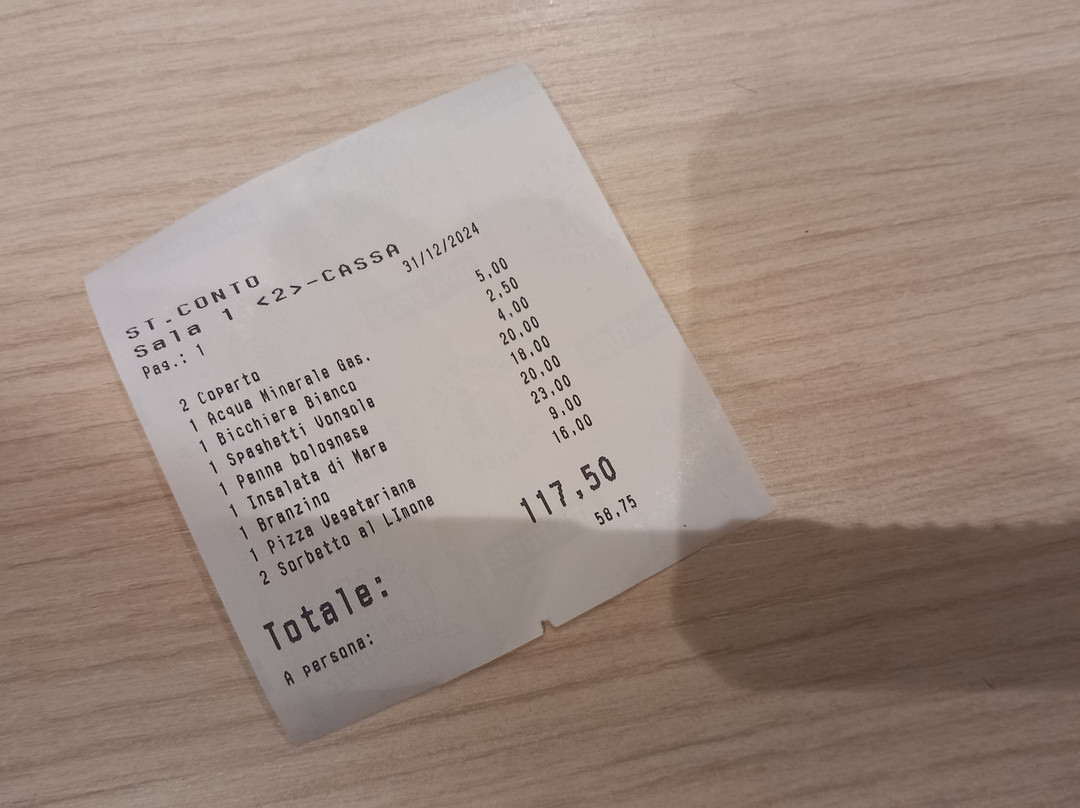 ST.CONTO
Sala 1 <2>-CASSA
Pag.: 1 31/12/2024
2 Coperto 5,00
1 Acqua Minerale Gas. 2,50
1 Bicchiere Bianco 4,00
1 Spaghetti Vongole 20,00
1 Penne bolognese 18,00
1 Insalata di Mare 20,00
1 Branzino 23,00
1 Pizza Vegetariana 9,00
2 Sorbetto al LImone 16,00
Totale: 117,50
A persona: 58,75